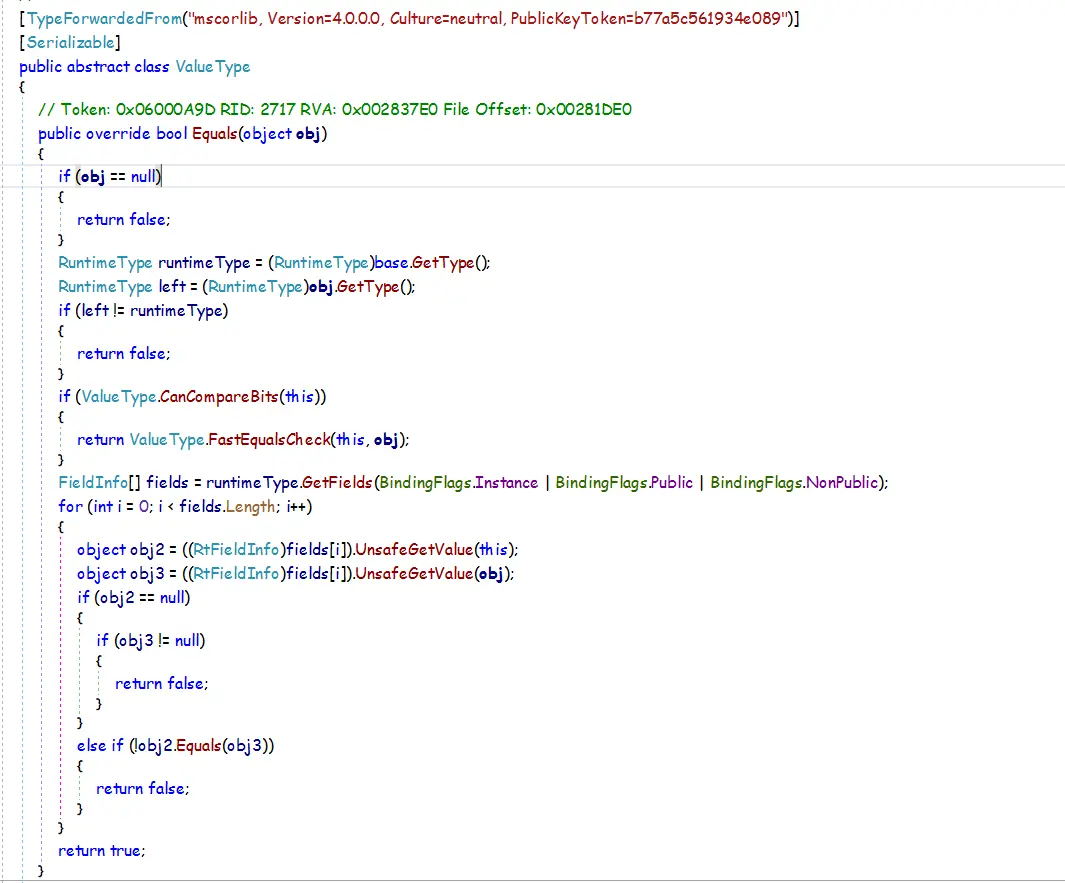 [TypeForwardedFrom("mscorlib, Version=4.0.0.0, Culture=neutral, PublicKeyToken=b77a5c561934e089")]
[Serializable]
public abstract class ValueType
{
// Token: 0x06000A9D RID: 2717 RVA: 0x002837E0 File Offset: 0x00281DE0
public override bool Equals(object obj)
{
if (obj == null)
{
return false;
}
RuntimeType runtimeType = (RuntimeType)base.GetType();
RuntimeType left = (RuntimeType)obj.GetType();
if (left != runtimeType)
{
return false;
}
if (ValueType.CanCompareBits(this))
{
return ValueType.FastEqualsCheck(this, obj);
}
FieldInfo[] fields = runtimeType.GetFields(BindingFlags.Instance | BindingFlags.Public | BindingFlags.NonPublic);
for (int i = 0; i < fields.Length; i++)
{
object obj2 = ((RtFieldInfo)fields[i]).UnsafeGetValue(this);
object obj3 = ((RtFieldInfo)fields[i]).UnsafeGetValue(obj);
if (obj2 == null)
{
if (obj3 != null)
{
return false;
}
}
else if (!obj2.Equals(obj3))
{
return false;
}
}
return true;
}